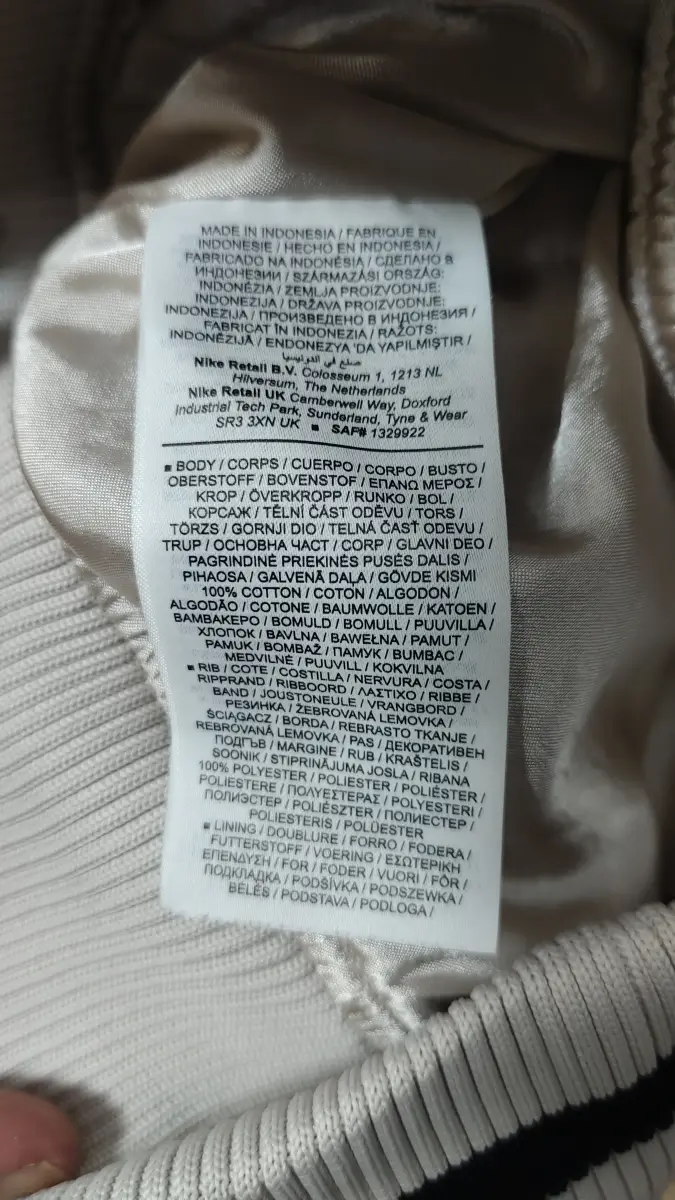 MADE IN INDONESIA / FABRIQUE EN
INDONESIE / HECHO EN INDONESIA /
FABRICADO NA INDONÉSIA / СДЕЛАНО В
ИНДОНЕЗИИ / SZÁRMAZÁSI ORSZÁG:
INDONÉZIA / ZEMLJA PROIZVODNJE:
INDONEZIJA / DRŽAVA PROIZVODNJE:
INDONEZIJA / ПРОИЗВЕДЕНО В ИНДОНЕЗИЯ /
FABRICAT ÎN INDONEZIA / RAŽOTS:
INDONĒZIJĀ / ENDONEZYA 'DA YAPILMIŞTIR /
صنع في اندونيسيا
Nike Retail B.V. Colosseum 1, 1213 NL
Hilversum, The Netherlands
Nike Retail UK Camberwell Way, Doxford
Industrial Tech Park, Sunderland, Tyne & Wear
SR3 3XN UK ■ SAP# 1329922
■ BODY / CORPS / CUERPO / CORPO / BUSTO /
OBERSTOFF / BOVENSTOF / ΕΠΑΝΩ ΜΕΡΟΣ /
KROP / ÖVERKROPP / RUNKO / BOL /
КОРСАЖ / TĚLNÍ ČÁST ODĚVU / TORS /
TÖRZS / GORNJI DIO / TELNÁ ČASŤ ODEVU /
TRUP / ОСНОВНА ЧАСТ / CORP / GLAVNI DEO /
PAGRINDINĖ PRIEKINĖS PUSĖS DALIS /
PIHAOSA / GALVENĀ DAĻA / GÖVDE KISMI
100% COTTON / COTON / ALGODON /
ALGODÃO / COTONE / BAUMWOLLE / KATOEN /
ΒΑΜΒΑΚΕΡΟ / BOMULD / BOMULL / PUUVILLA /
ХЛОПОК / BAVLNA / BAWEŁNA / PAMUT /
PAMUK / BOMBAŽ / ПАМУК / BUMBAC /
MEDVILNĖ / PUUVILL / KOKVILNA
■ RIB / COTE / COSTILLA / NERVURA / COSTA /
RIPPRAND / RIBBOORD / ΛΑΣΤΙΧΟ / RIBBE /
BAND / JOUSTONEULE / VRANGBORD /
РЕЗИНКА / ŽEBROVANÁ LEMOVKA /
ŚCIĄGACZ / BORDA / REBRASTO TKANJE /
REBROVANÁ LEMOVKA / PAS / ДЕКОРАТИВЕН
ПОДГЪВ / MARGINE / RUB / KRAŠTELIS /
SOONIK / STIPRINĀJUMA JOSLA / RIBANA
100% POLYESTER / POLIESTER / POLIÉSTER /
POLIESTERE / ΠΟΛΥΕΣΤΕΡΑΣ / POLYESTERI /
ПОЛИЭСТЕР / POLIÉSZTER / ПОЛИЕСТЕР /
POLIESTERIS / POLÜESTER
■ LINING / DOUBLURE / FORRO / FODERA /
FUTTERSTOFF / VOERING / ΕΣΩΤΕΡΙΚΗ
ΕΠΕΝΔΥΣΗ / FOR / FODER / VUORI / FÔR /
ПОДКЛАДКА / PODŠÍVKA / PODSZEWKA /
BÉLÉS / PODSTAVA / PODLOGA /